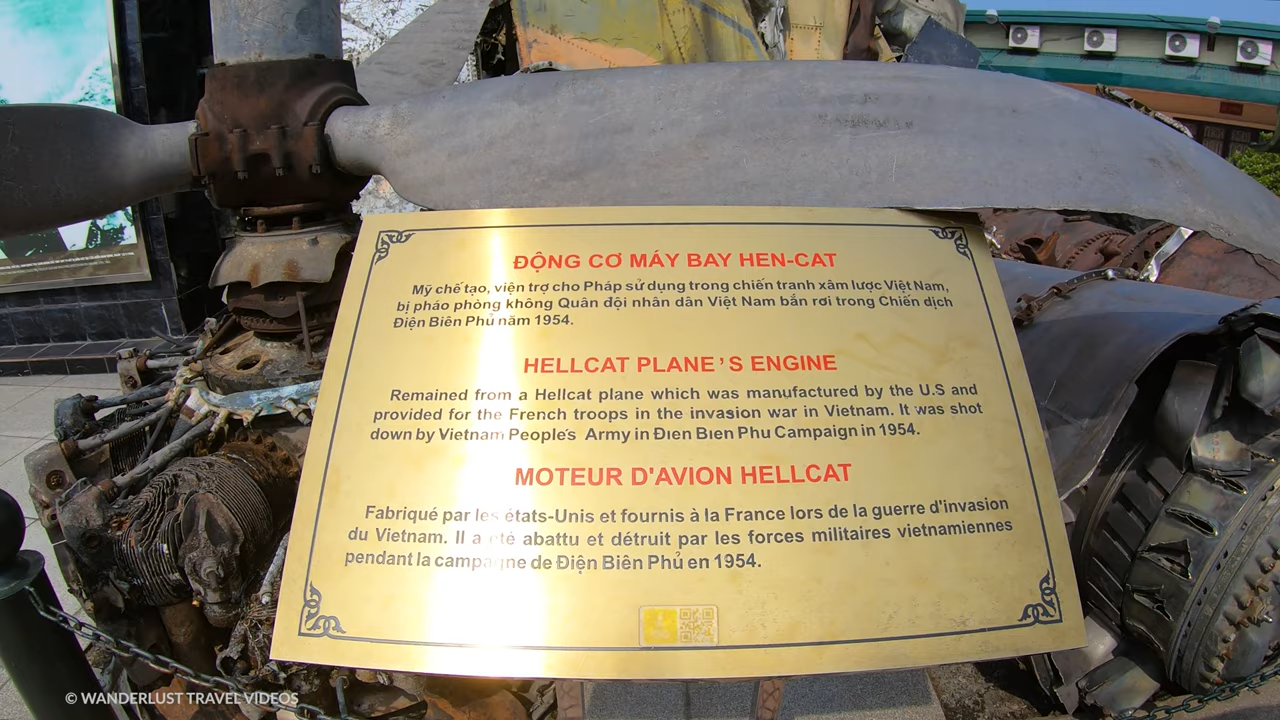 ĐỘNG CƠ MÁY BAY HEN-CAT
Mỹ chế tạo, viện trợ cho Pháp sử dụng trong chiến tranh xâm lược Việt Nam,
bị pháo phòng không Quân đội nhân dân Việt Nam bắn rơi trong Chiến dịch
Điện Biên Phủ năm 1954.
HELLCAT PLANE'S ENGINE
Remained from a Hellcat plane which was manufactured by the U.S and
provided for the French troops in the invasion war in Vietnam. It was shot
down by Vietnam People's Army in Đien Bien Phu Campaign in 1954.
MOTEUR D'AVION HELLCAT
Fabriqué par les états-Unis et fournis à la France lors de la guerre d'invasion
du Vietnam. Il a été abattu et détruit par les forces militaires vietnamiennes
pendant la campagne de Điện Biên Phủ en 1954.
© WANDERLUST TRAVEL VIDEOS